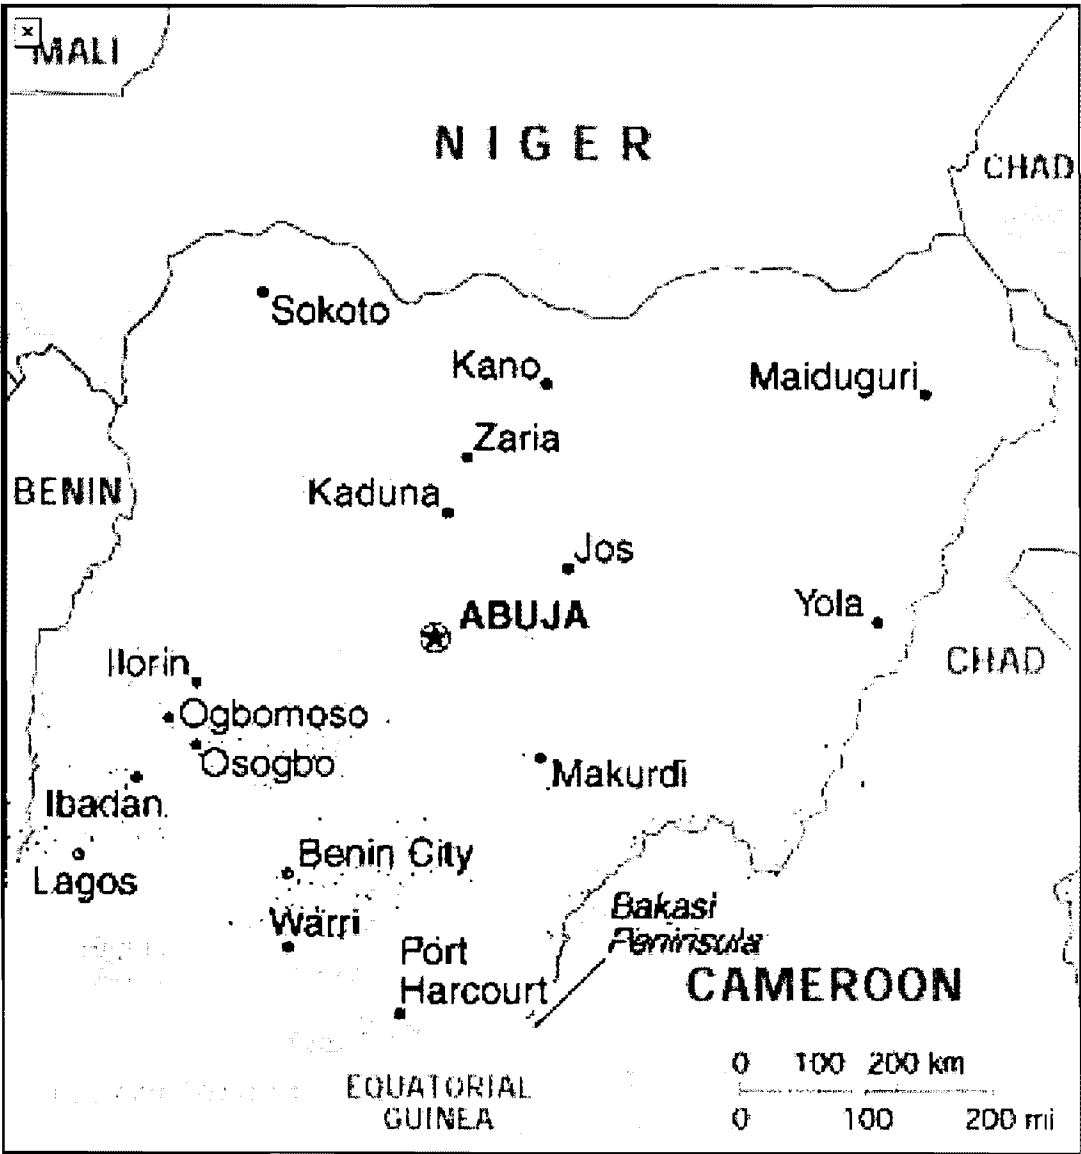 MALI
NIGER
CHAD
Sokoto
Kano
Maiduguri
Zaria
BENIN
Kaduna
Jos
ABUJA
Yola
Ilorin
CHAD
Ogbomoso
Osogbo
Makurdi
Ibadan
Benin City
Lagos
Bakasi
Peninsula
Warri
Port
Harcourt
CAMEROON
0 100 200 km
EQUATORIAL
GUINEA
0 100 200 mi